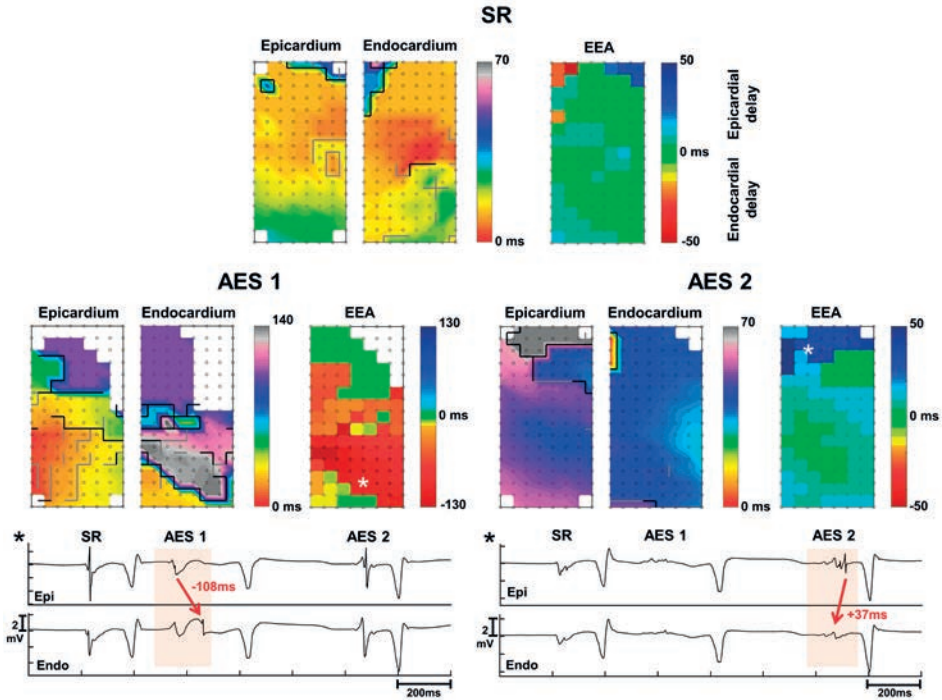 SR
Epicardium Endocardium EEA
70
0 ms
50
0 ms
-50
Epicardial delay
Endocardial delay
AES 1
Epicardium Endocardium EEA
140
0 ms
130
0 ms
-130
*
AES 2
Epicardium Endocardium EEA
70
0 ms
50
0 ms
-50
*
* SR AES 1 AES 2
Epi
-108ms
2
mV
Endo
200ms
* SR AES 1 AES 2
Epi
+37ms
2
mV
Endo
200ms